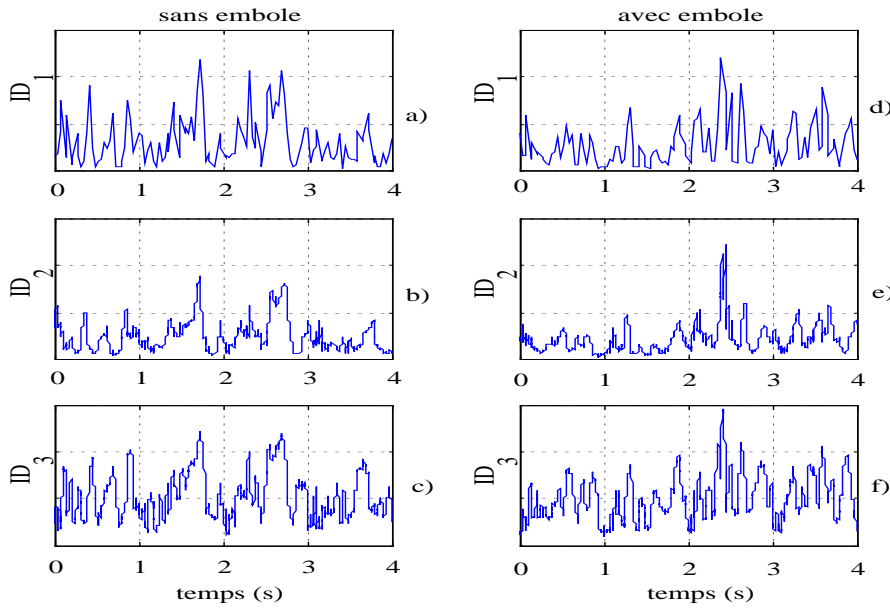 sans embole
avec embole
ID 1
a)
0 1 2 3 4
ID 1
d)
0 1 2 3 4
ID 2
b)
0 1 2 3 4
ID 2
e)
0 1 2 3 4
ID 3
c)
0 1 2 3 4
temps (s)
ID 3
f)
0 1 2 3 4
temps (s)